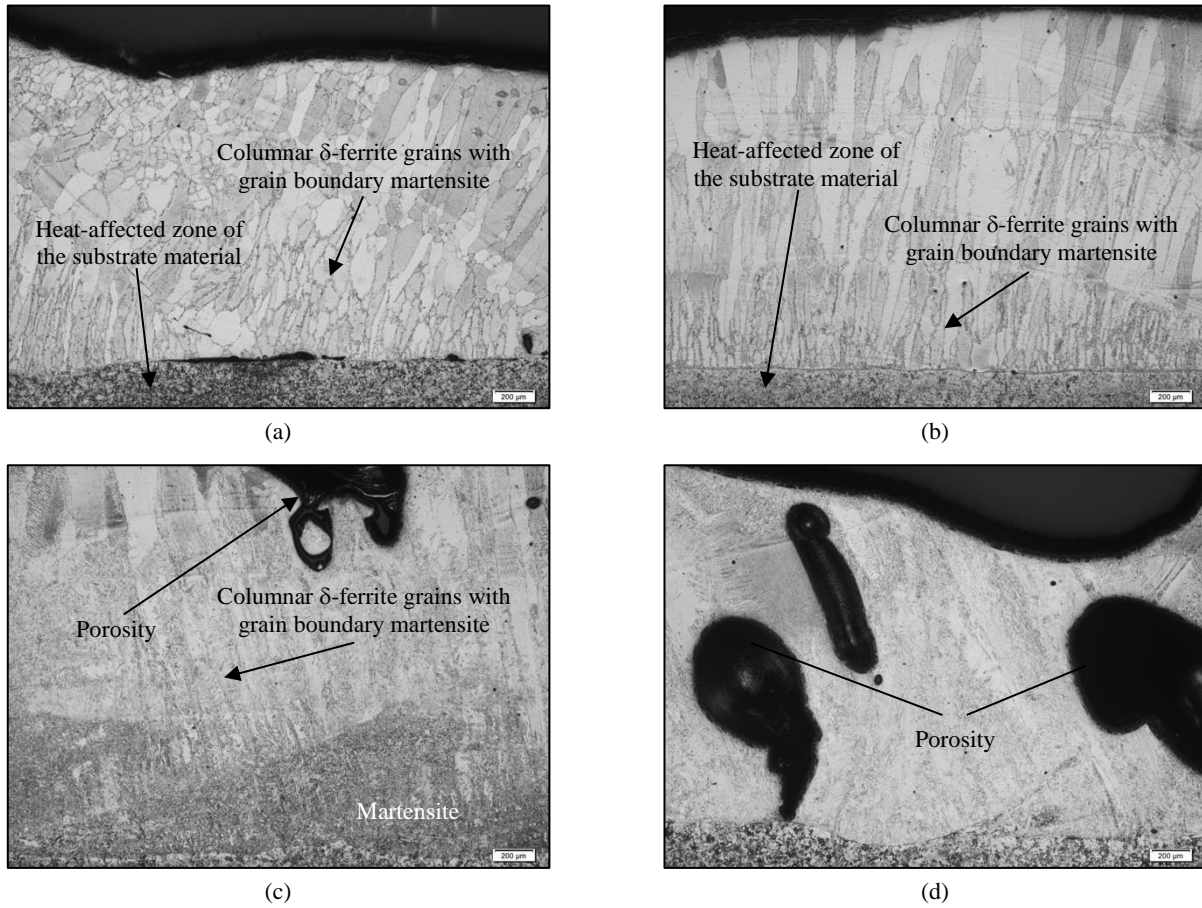 Columnar δ-ferrite grains with
grain boundary martensite
Heat-affected zone of
the substrate material
200 µm
(a)
Heat-affected zone of
the substrate material
Columnar δ-ferrite grains with
grain boundary martensite
200 µm
(b)
Columnar δ-ferrite grains with
grain boundary martensite
Porosity
Martensite
200 µm
(c)
Porosity
200 µm
(d)